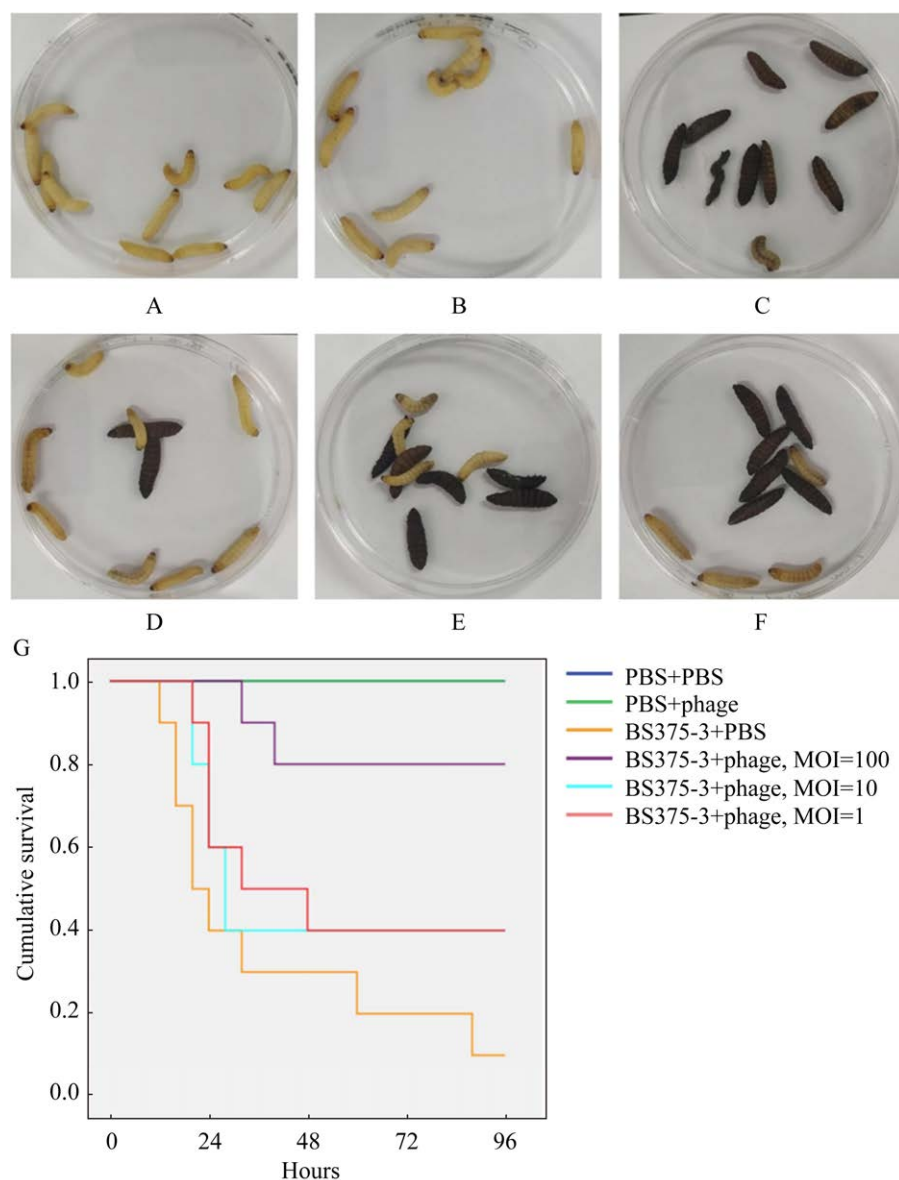 A
B
C
D
E
F
G
1.0
0.8
0.6
0.4
0.2
0.0
Cumulative survival
0
24
48
72
96
Hours
PBS+PBS
PBS+phage
BS375-3+PBS
BS375-3+phage, MOI=100
BS375-3+phage, MOI=10
BS375-3+phage, MOI=1